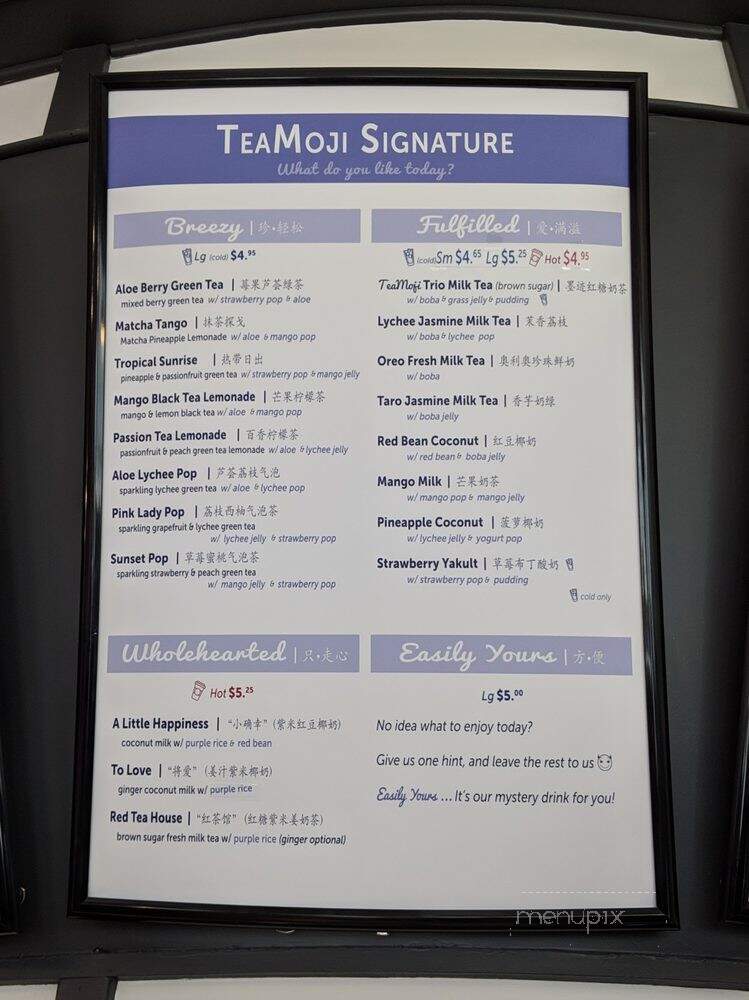 TeaMoji Signature
What do you like today?
Breezy | 珍•轻松
Lg (cold) $4.95
Aloe Berry Green Tea | 莓果芦荟绿茶
mixed berry green tea w/ strawberry pop & aloe
Matcha Tango | 抹茶探戈
Matcha Pineapple Lemonade w/ aloe & mango pop
Tropical Sunrise | 热带日出
pineapple & passionfruit green tea w/ strawberry pop & mango jelly
Mango Black Tea Lemonade | 芒果柠檬茶
mango & lemon black tea w/ aloe & mango pop
Passion Tea Lemonade | 百香柠檬茶
passionfruit & peach green tea lemonade w/ aloe & lychee jelly
Aloe Lychee Pop | 芦荟荔枝气泡
sparkling lychee green tea w/ aloe & lychee pop
Pink Lady Pop | 荔枝西柚气泡茶
sparkling grapefruit & lychee green tea
w/ lychee jelly & strawberry pop
Sunset Pop | 草莓蜜桃气泡茶
sparkling strawberry & peach green tea
w/ mango jelly & strawberry pop
Fulfilled | 爱•满溢
(cold) Sm $4.65 Lg $5.25 Hot $4.95
TeaMoji Trio Milk Tea (brown sugar) | 墨迹红糖奶茶
w/ boba & grass jelly & pudding
Lychee Jasmine Milk Tea | 茉香荔枝
w/ boba & lychee pop
Oreo Fresh Milk Tea | 奥利奥珍珠鲜奶
w/ boba
Taro Jasmine Milk Tea | 香芋奶绿
w/ boba jelly
Red Bean Coconut | 红豆椰奶
w/ red bean & boba jelly
Mango Milk | 芒果奶茶
w/ mango pop & mango jelly
Pineapple Coconut | 菠萝椰奶
w/ lychee jelly & yogurt pop
Strawberry Yakult | 草莓布丁酸奶
w/ strawberry pop & pudding
cold only
Wholehearted | 只•走心
Hot $5.25
A Little Happiness | “小确幸” (紫米红豆椰奶)
coconut milk w/ purple rice & red bean
To Love | “将爱” (姜汁紫米椰奶)
ginger coconut milk w/ purple rice
Red Tea House | “红茶馆” (红糖紫米姜奶茶)
brown sugar fresh milk tea w/ purple rice (ginger optional)
Easily Yours | 方•便
Lg $5.00
No idea what to enjoy today?
Give us one hint, and leave the rest to us
Easily Yours ... It's our mystery drink for you!
menupix